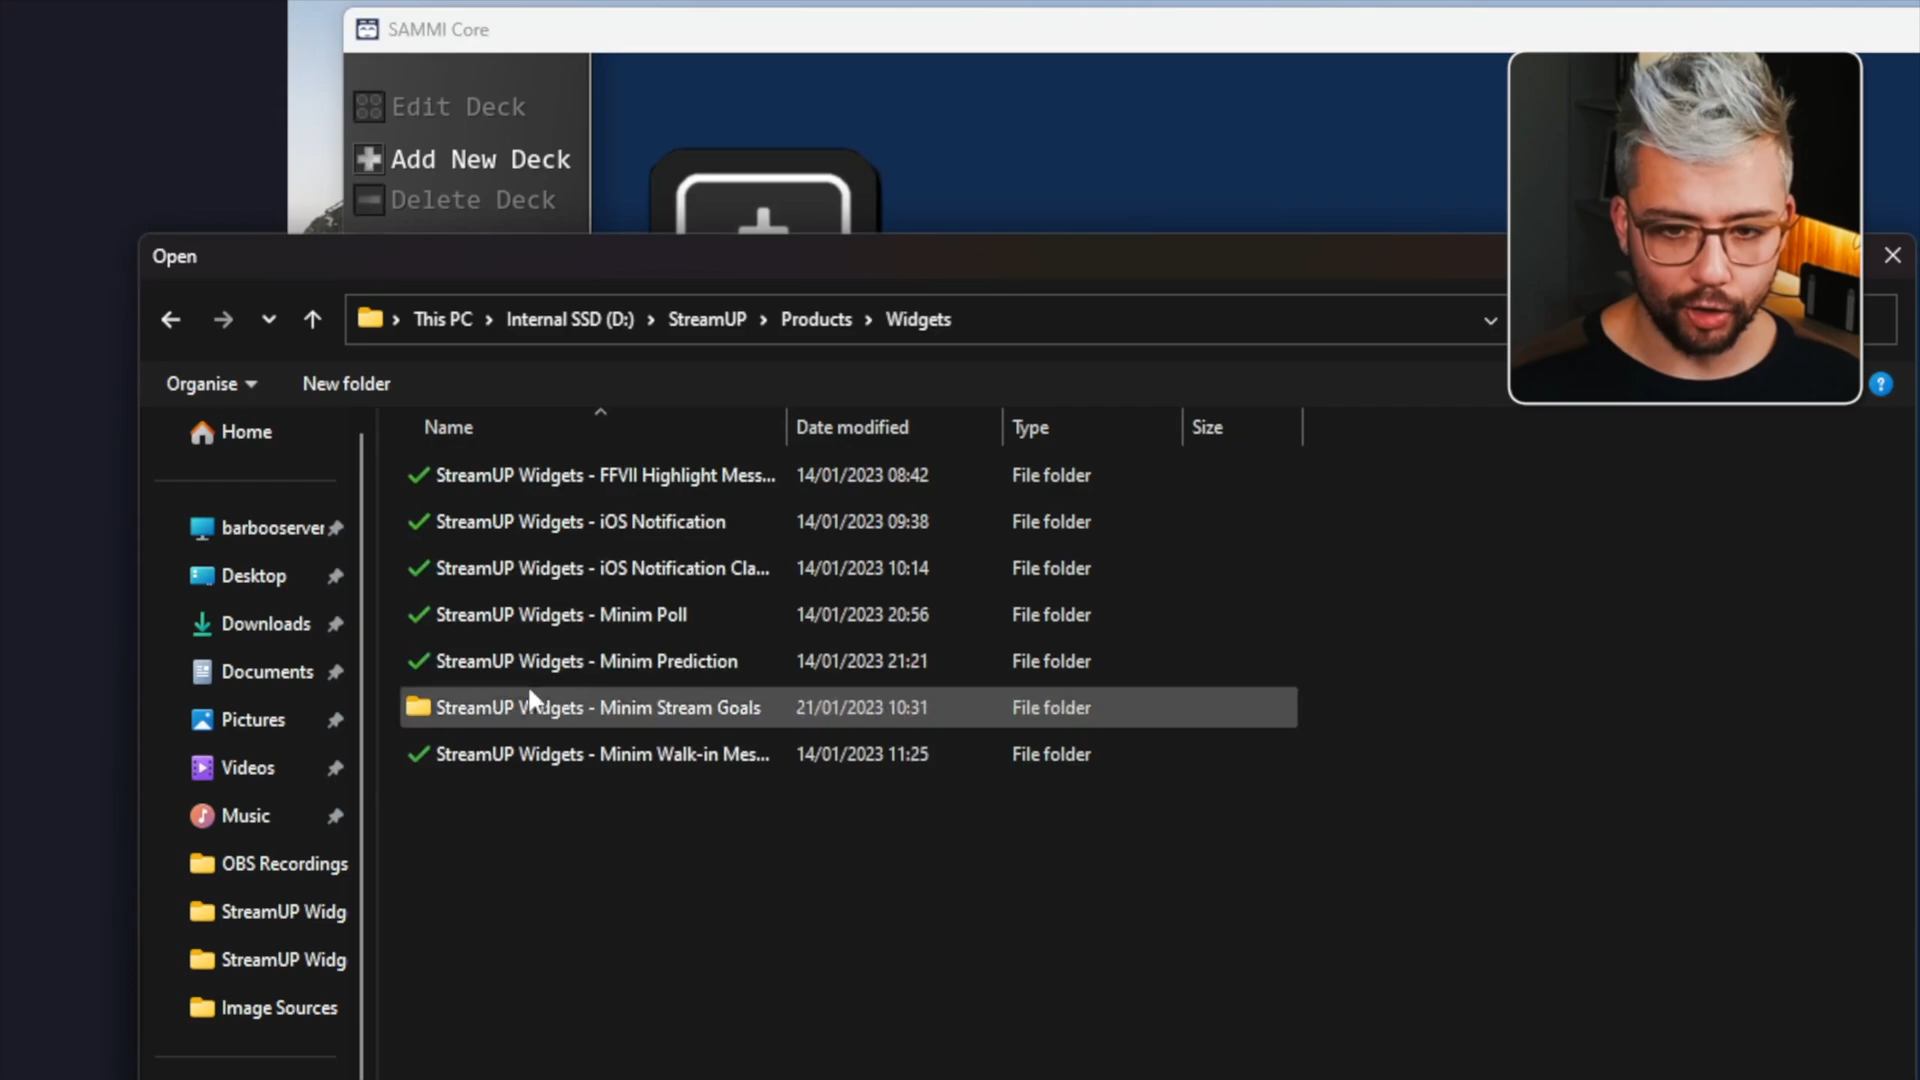 SAMMI Core
Edit Deck
Add New Deck
Delete Deck
Open
This PC > Internal SSD (D:) > StreamUP > Products > Widgets
Organise
New folder
Name
Date modified
Type
Size
StreamUP Widgets - FFVII Highlight Mess... 14/01/2023 08:42 File folder
StreamUP Widgets - iOS Notification 14/01/2023 09:38 File folder
StreamUP Widgets - iOS Notification Cla... 14/01/2023 10:14 File folder
StreamUP Widgets - Minim Poll 14/01/2023 20:56 File folder
StreamUP Widgets - Minim Prediction 14/01/2023 21:21 File folder
StreamUP Widgets - Minim Stream Goals 21/01/2023 10:31 File folder
StreamUP Widgets - Minim Walk-in Mes... 14/01/2023 11:25 File folder
Home
barbooserver
Desktop
Downloads
Documents
Pictures
Videos
Music
OBS Recordings
StreamUP Widg
StreamUP Widg
Image Sources